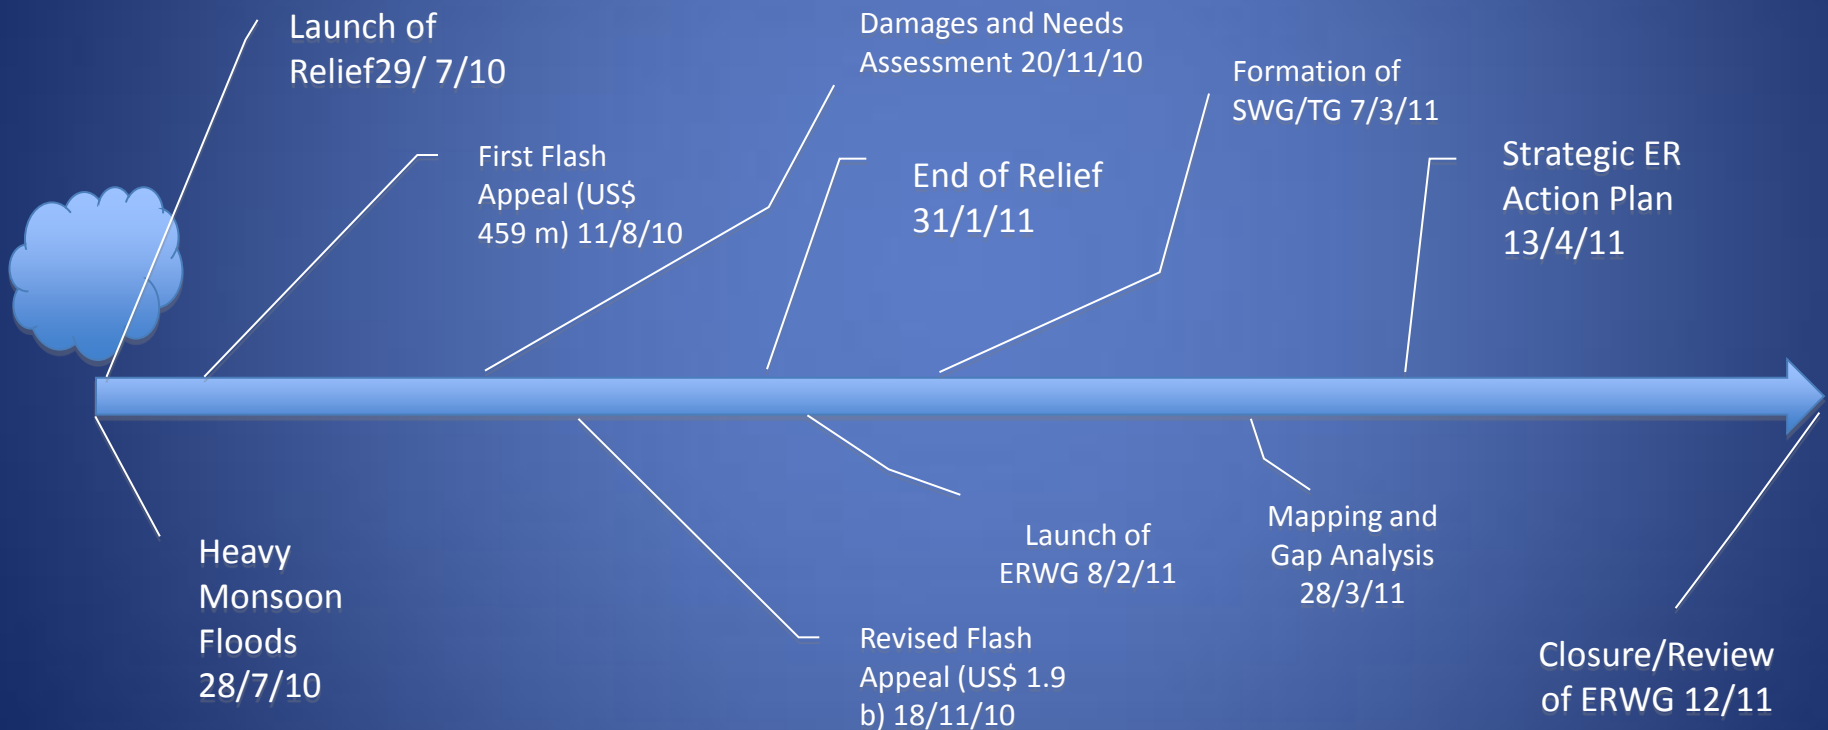 Launch of
Relief29/ 7/10
First Flash
Appeal (US$
459 m) 11/8/10
Damages and Needs
Assessment 20/11/10
End of Relief
31/1/11
Formation of
SWG/TG 7/3/11
Strategic ER
Action Plan
13/4/11
Heavy
Monsoon
Floods
28/7/10
Revised Flash
Appeal (US$ 1.9
b) 18/11/10
Launch of
ERWG 8/2/11
Mapping and
Gap Analysis
28/3/11
Closure/Review
of ERWG 12/11